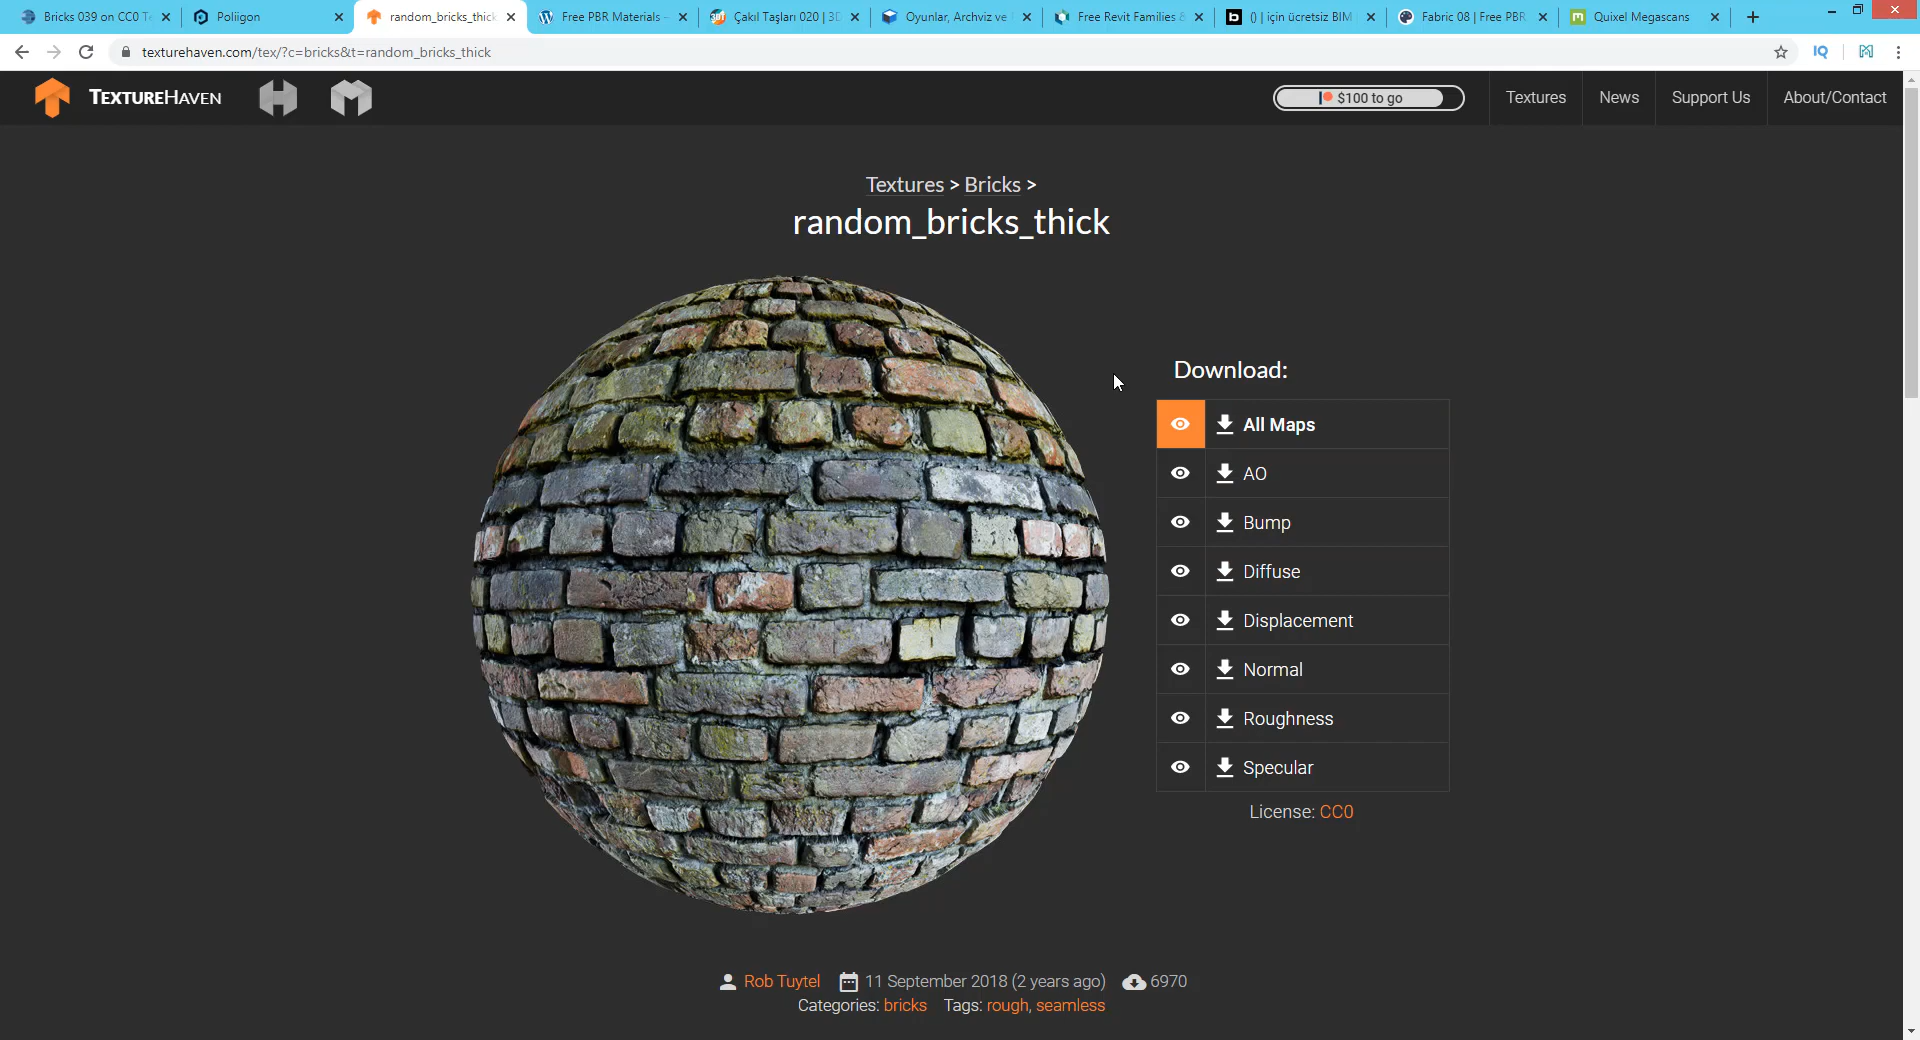 Bricks 039 on CC0 Te
Poliigon
random_bricks_thick
Free PBR Materials -
Çakıl Taşları 020 | 3D
Oyunlar, Archviz ve
Free Revit Families &
() | için ücretsiz BIM
Fabric 08 | Free PBR
Quixel Megascans
texturehaven.com/tex/?c=bricks&t=random_bricks_thick
IQ
TEXTUREHAVEN
$100 to go
Textures
News
Support Us
About/Contact
Textures > Bricks >
random_bricks_thick
Download:
All Maps
AO
Bump
Diffuse
Displacement
Normal
Roughness
Specular
License: CC0
Rob Tuytel 11 September 2018 (2 years ago) 6970
Categories: bricks Tags: rough, seamless